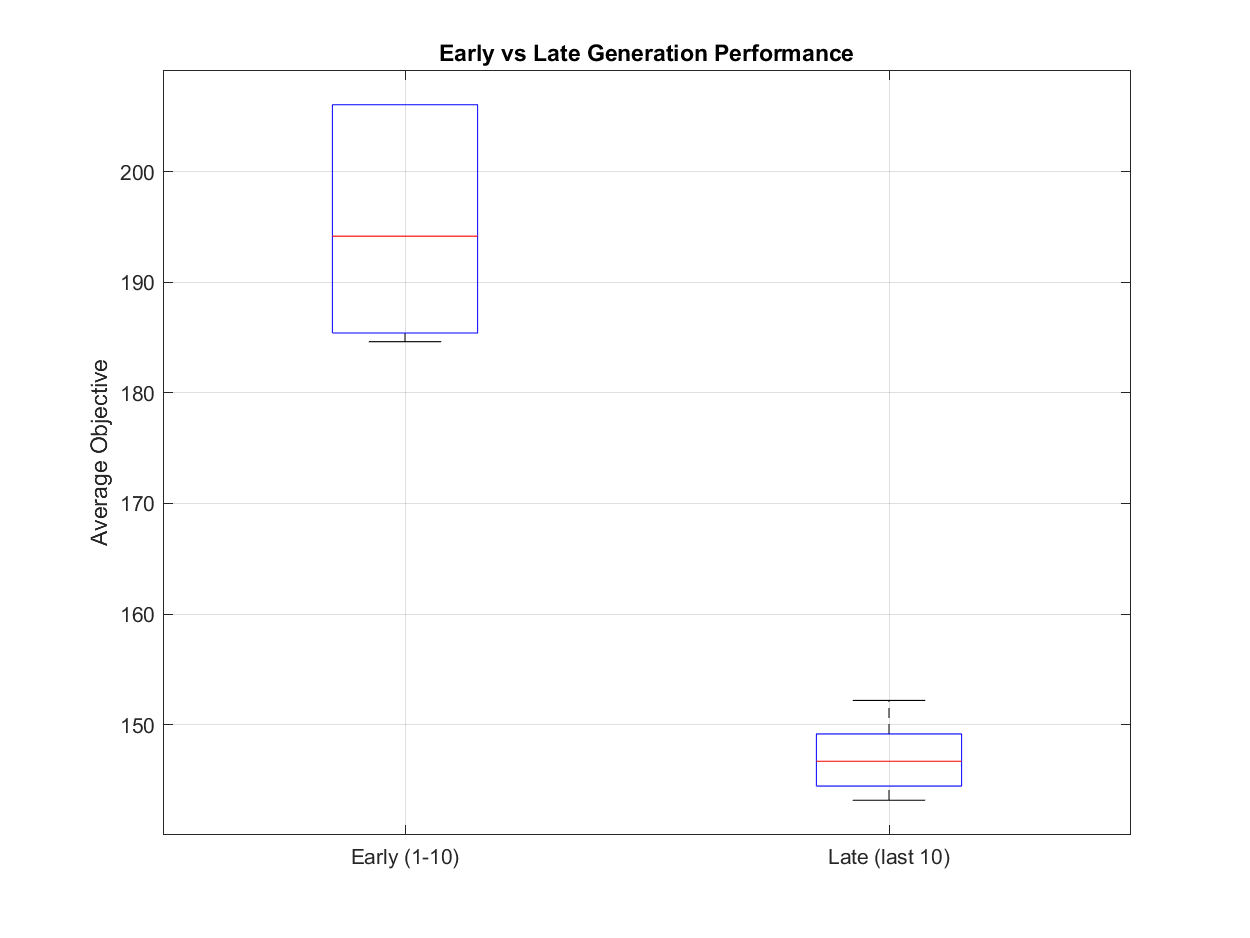 Early vs Late Generation Performance
Average Objective
200
190
180
170
160
150
Early (1-10)
Late (last 10)